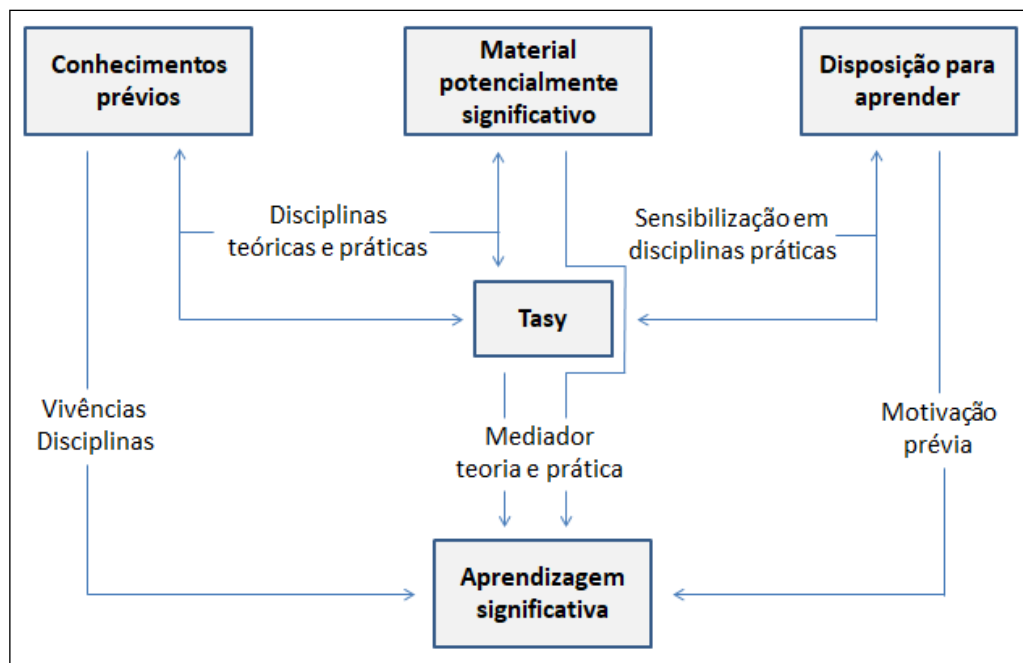 Conhecimentos
prévios
Material
potencialmente
significativo
Disposição para
aprender
Disciplinas
teóricas e práticas
Sensibilização em
disciplinas práticas
Tasy
Vivências
Disciplinas
Mediador
teoria e prática
Motivação
prévia
Aprendizagem
significativa